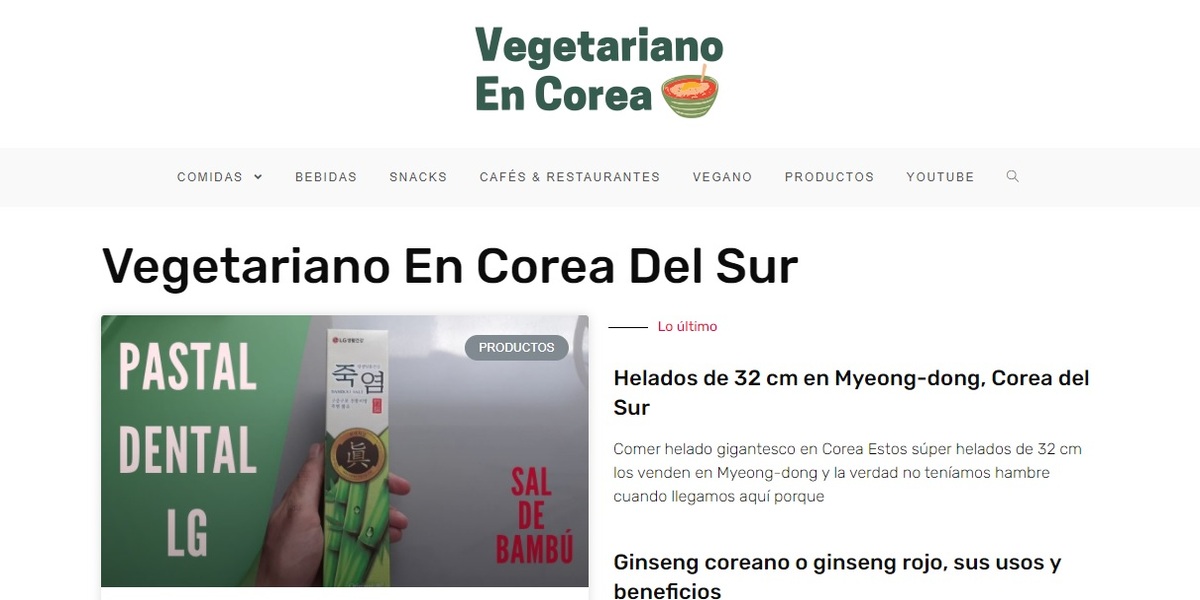 Vegetariano
En Corea
COMIDAS
BEBIDAS
SNACKS
CAFÉS & RESTAURANTES
VEGANO
PRODUCTOS
YOUTUBE
Vegetariano En Corea Del Sur
PASTAL
DENTAL
LG
PRODUCTOS
LG생활건강
죽염
眞
SAL
DE
BAMBÚ
Lo último
Helados de 32 cm en Myeong-dong, Corea del
Sur
Comer helado gigantesco en Corea Estos súper helados de 32 cm
los venden en Myeong-dong y la verdad no teníamos hambre
cuando llegamos aquí porque
Ginseng coreano o ginseng rojo, sus usos y
beneficios